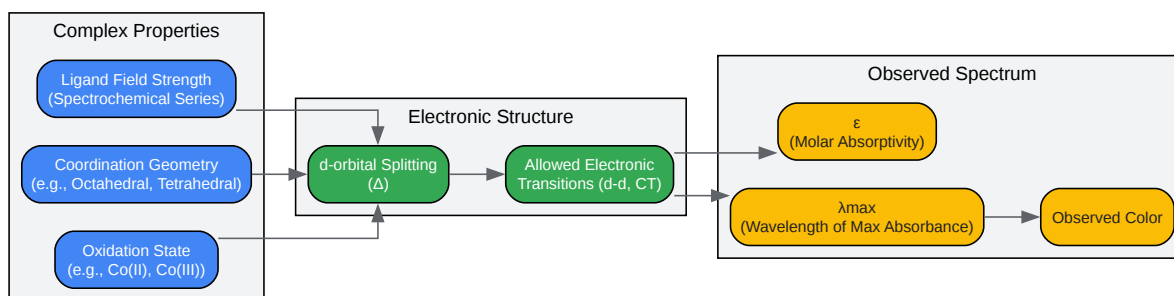 Complex Properties
Ligand Field Strength
(Spectrochemical Series)
Coordination Geometry
(e.g., Octahedral, Tetrahedral)
Oxidation State
(e.g., Co(II), Co(III))
Electronic Structure
d-orbital Splitting
(Δ)
Allowed Electronic
Transitions (d-d, CT)
Observed Spectrum
ε
(Molar Absorptivity)
λmax
(Wavelength of Max Absorbance)
Observed Color